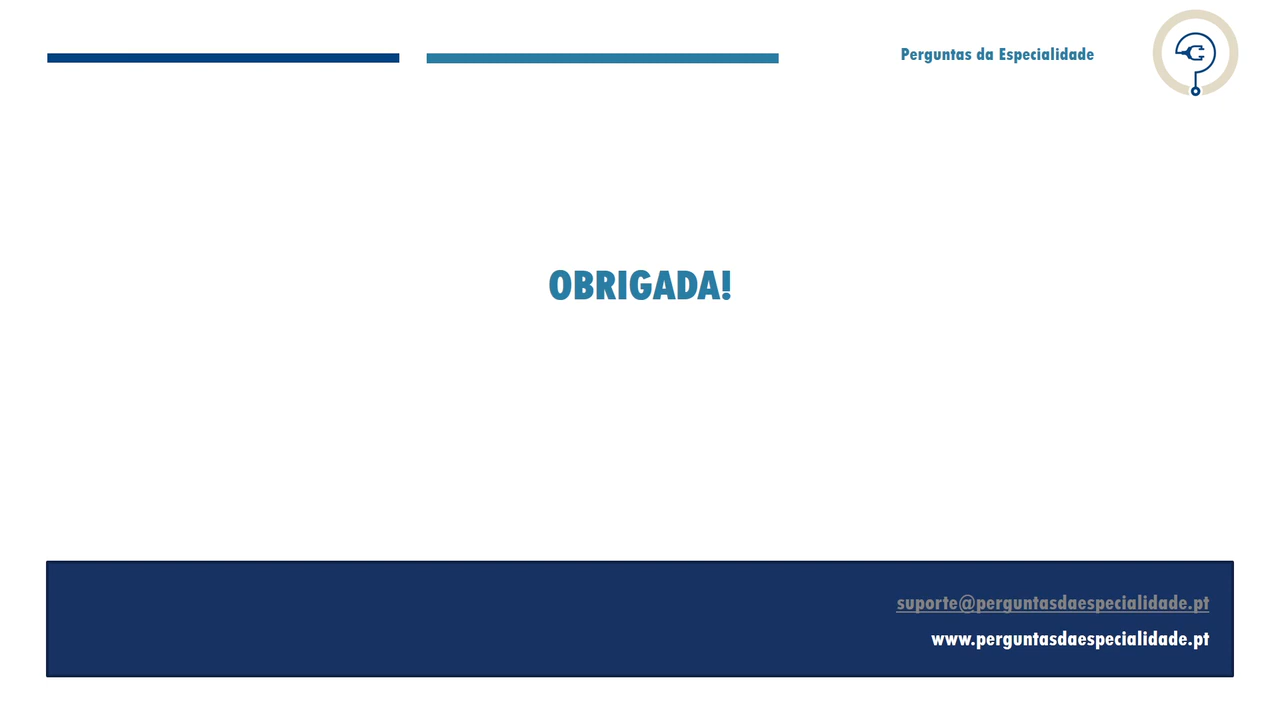 Perguntas da Especialidade
OBRIGADA!
suporte@perguntasdaespecialidade.pt
www.perguntasdaespecialidade.pt